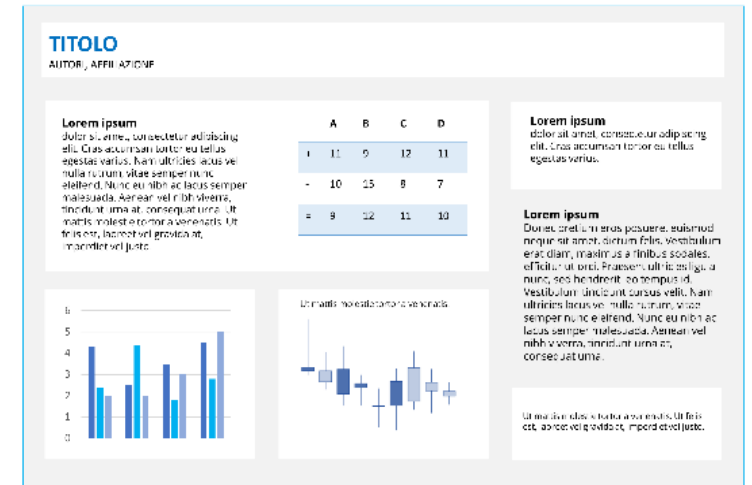 TITOLO
AUTORI, AFFILIAZIONE
Lorem ipsum
dolor sit amet, consectetur adipiscing
elit. Cras accumsan tortor eu tellus
egestas varius. Nam ultricies lacus vel
nulla rutrum, vitae semper nunc
eleifend. Nunc eu nibh ac lacus semper
malesuada. Aenean vel nibh viverra,
tincidunt urna at, consequat urna. Ut
mattis molestie tortor a venenatis. Ut
felis est, laoreet vel gravida at,
imperdiet vel justo.
A B C D
+ 11 9 12 11
- 10 15 8 7
= 9 12 11 10
Lorem ipsum
dolor sit amet, consectetur adipiscing
elit. Cras accumsan tortor eu tellus
egestas varius.
Lorem ipsum
Donec pretium eros posuere, euismod
neque sit amet, dictum felis. Vestibulum
erat diam, maximus a finibus sodales,
efficitur ut orci. Praesent ultricies ligula
nunc, sed hendrerit leo tempus id.
Vestibulum tincidunt cursus velit. Nam
ultricies lacus vel nulla rutrum, vitae
semper nunc eleifend. Nunc eu nibh ac
lacus semper malesuada. Aenean vel
nibh viverra, tincidunt urna at,
consequat urna.
6
5
4
3
2
1
0
Ut mattis molestie tortor a venenatis.
Ut mattis molestie tortor a venenatis. Ut felis
est, laoreet vel gravida at, imperdiet vel justo.